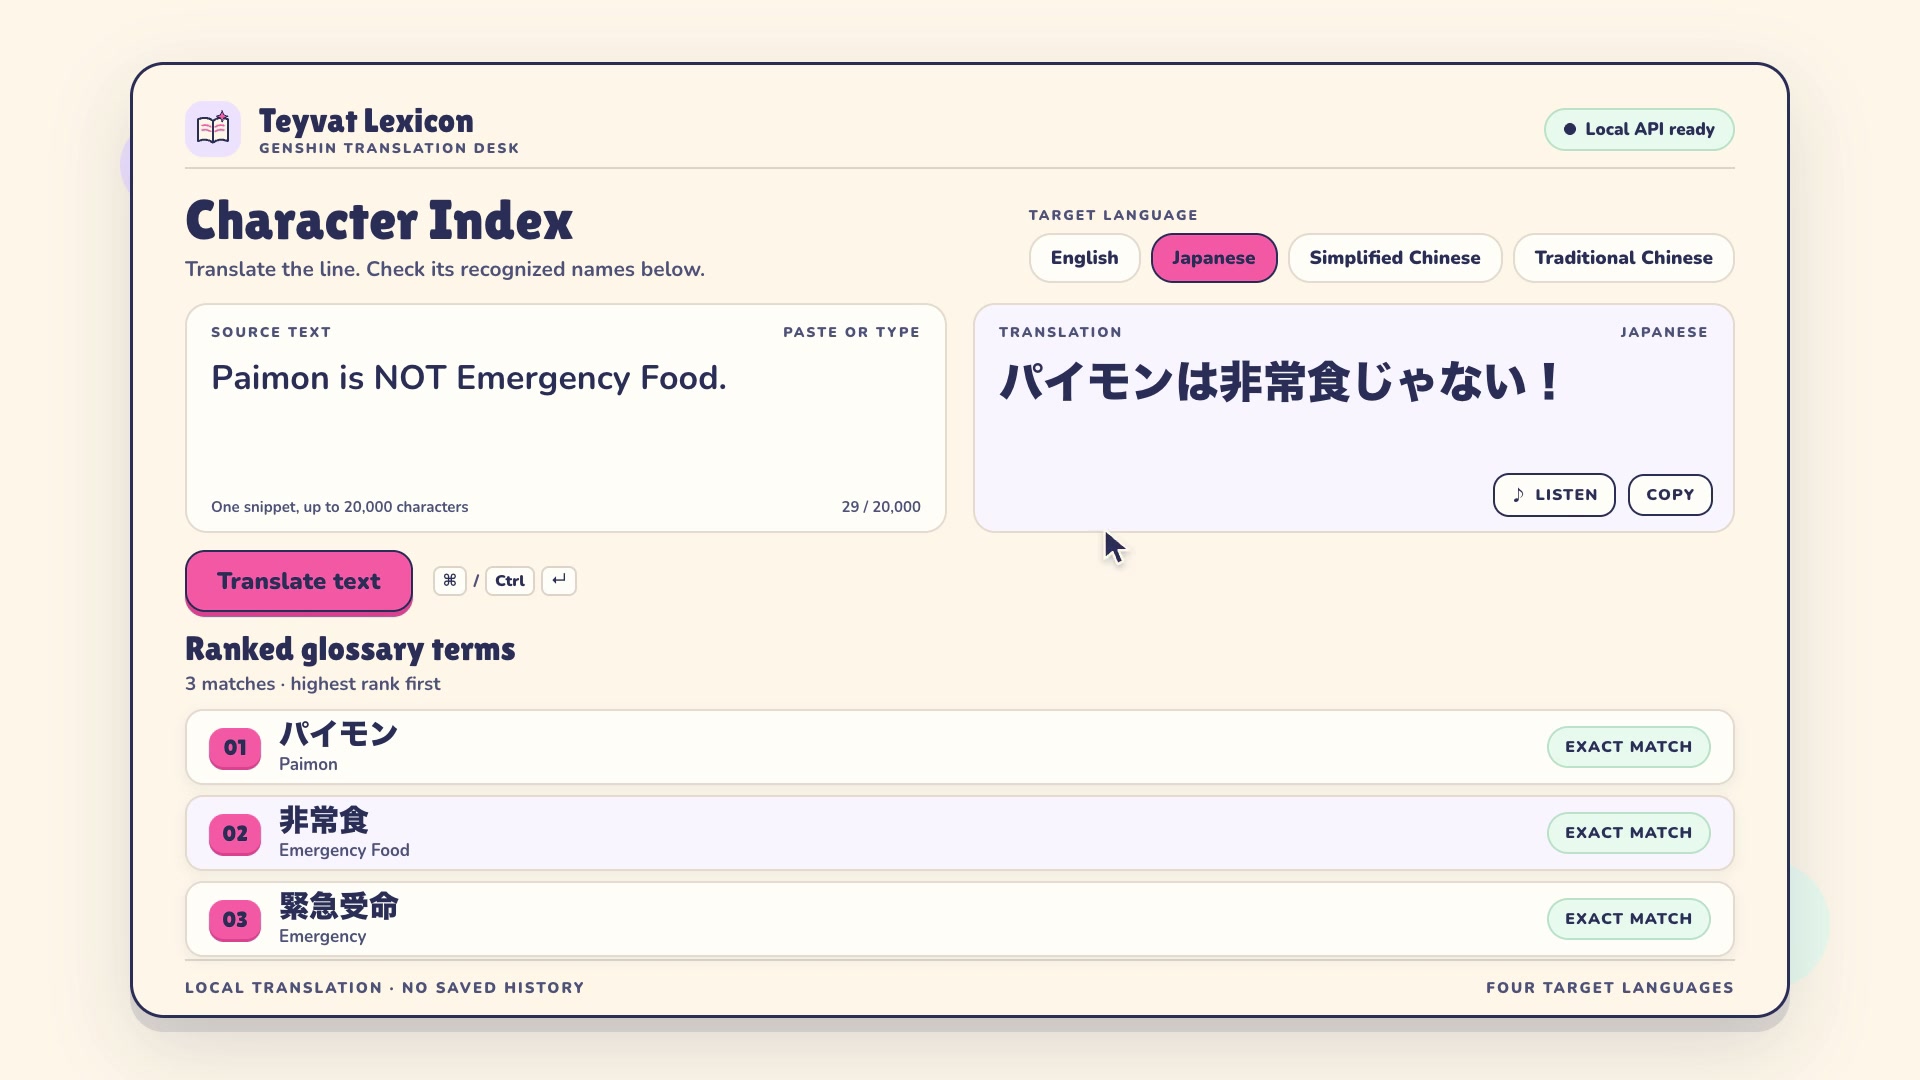 Teyvat Lexicon
GENSHIN TRANSLATION DESK
Local API ready
Character Index
Translate the line. Check its recognized names below.
TARGET LANGUAGE
English
Japanese
Simplified Chinese
Traditional Chinese
SOURCE TEXT
PASTE OR TYPE
Paimon is NOT Emergency Food.
One snippet, up to 20,000 characters
29 / 20,000
TRANSLATION
JAPANESE
パイモンは非常食じゃない！
♪ LISTEN
COPY
Translate text
⌘ / Ctrl ↵
Ranked glossary terms
3 matches · highest rank first
01
パイモン
Paimon
EXACT MATCH
02
非常食
Emergency Food
EXACT MATCH
03
緊急受命
Emergency
EXACT MATCH
LOCAL TRANSLATION · NO SAVED HISTORY
FOUR TARGET LANGUAGES